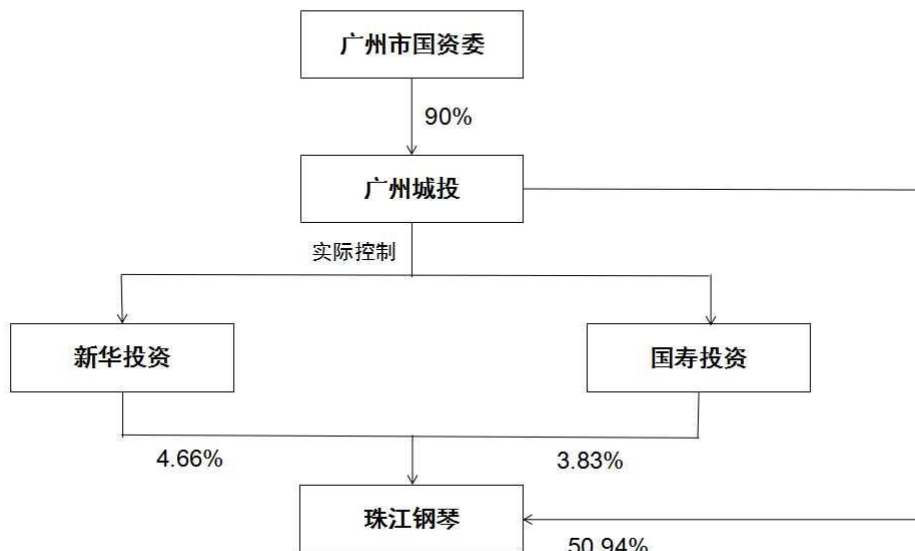 广州市国资委
90%
广州城投
实际控制
新华投资
国寿投资
4.66%
3.83%
珠江钢琴
50.94%